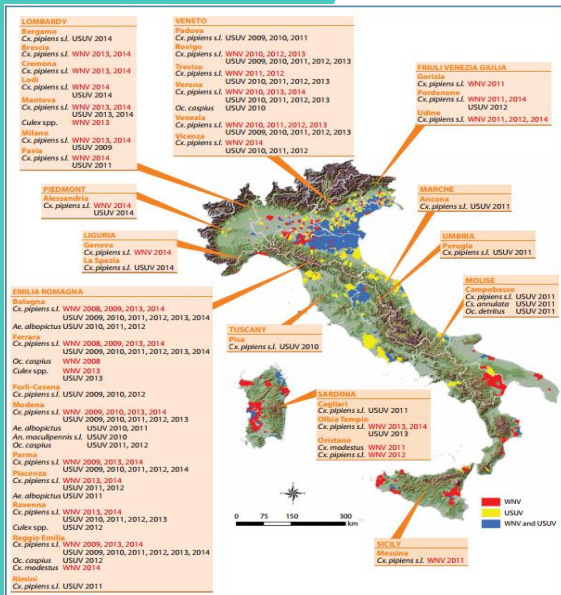 LOMBARDY
Bergamo
Cx. pipiens s.l. USUV 2014
Brescia
Cx. pipiens s.l. WNV 2013, 2014
Cremona
Cx. pipiens s.l. WNV 2013, 2014
Lodi
Cx. pipiens s.l. WNV 2014
USUV 2014
Mantova
Cx. pipiens s.l. WNV 2013, 2014
USUV 2013, 2014
Culex spp. WNV 2013
Milano
Cx. pipiens s.l. WNV 2013, 2014
USUV 2009
Pavia
Cx. pipiens s.l. WNV 2014
USUV 2011
VENETO
Padova
Cx. pipiens s.l. USUV 2009, 2010, 2011
Rovigo
Cx. pipiens s.l. WNV 2010, 2012, 2013
USUV 2009, 2010, 2011, 2012, 2013
Treviso
Cx. pipiens s.l. WNV 2011, 2012
USUV 2010, 2011, 2012, 2013
Verona
Cx. pipiens s.l. WNV 2010, 2013, 2014
USUV 2010, 2011, 2012, 2013
Oc. caspius USUV 2010
Venezia
Cx. pipiens s.l. WNV 2010, 2011, 2012, 2013
USUV 2009, 2010, 2011, 2012, 2013
Vicenza
Cx. pipiens s.l. WNV 2014
USUV 2010, 2011, 2012
FRIULI VENEZIA GIULIA
Gorizia
Cx. pipiens s.l. WNV 2011
Pordenone
Cx. pipiens s.l. WNV 2011, 2014
USUV 2012
Udine
Cx. pipiens s.l. WNV 2011, 2012, 2014
PIEDMONT
Alessandria
Cx. pipiens s.l. WNV 2014
USUV 2014
MARCHE
Ancona
Cx. pipiens s.l. USUV 2011
LIGURIA
Genova
Cx. pipiens s.l. WNV 2014
La Spezia
Cx. pipiens s.l. USUV 2014
UMBRIA
Perugia
Cx. pipiens s.l. USUV 2011
MOLISE
Campobasso
Cx. pipiens s.l. USUV 2011
Cs. annulata USUV 2011
Oc. detritus USUV 2011
EMILIA ROMAGNA
Bologna
Cx. pipiens s.l. WNV 2008, 2009, 2013, 2014
USUV 2009, 2010, 2011, 2012, 2013, 2014
Ae. albopictus USUV 2010, 2011, 2012
Ferrara
Cx. pipiens s.l. WNV 2008, 2009, 2013, 2014
USUV 2009, 2010, 2011, 2012, 2013, 2014
Oc. caspius WNV 2008
Culex spp. WNV 2013
USUV 2013
Forlì-Cesena
Cx. pipiens s.l. USUV 2009, 2010, 2012
Modena
Cx. pipiens s.l. WNV 2009, 2010, 2013, 2014
USUV 2009, 2010, 2011, 2012, 2013
Ae. albopictus USUV 2010, 2011
An. maculipennis s.l. USUV 2010
Oc. caspius USUV 2011, 2012
Parma
Cx. pipiens s.l. WNV 2009, 2013, 2014
USUV 2009, 2010, 2011, 2012, 2014
Piacenza
Cx. pipiens s.l. WNV 2013, 2014
USUV 2011, 2012
Ae. albopictus USUV 2011
Ravenna
Cx. pipiens s.l. WNV 2013, 2014
USUV 2010, 2011, 2012, 2013
Culex spp. USUV 2012
Reggio Emilia
Cx. pipiens s.l. WNV 2009, 2013, 2014
USUV 2009, 2010, 2011, 2012, 2013, 2014
Oc. caspius USUV 2012
Cx. modestus WNV 2014
Rimini
Cx. pipiens s.l. USUV 2011
TUSCANY
Pisa
Cx. pipiens s.l. USUV 2010
SARDINIA
Cagliari
Cx. pipiens s.l. USUV 2011
Olbia Tempio
Cx. pipiens s.l. WNV 2013, 2014
USUV 2013
Oristano
Cx. modestus WNV 2011
Cx. pipiens s.l. WNV 2012
WNV
USUV
WNV and USUV
0 75 150 300
km
SICILY
Messina
Cx. pipiens s.l. WNV 2011